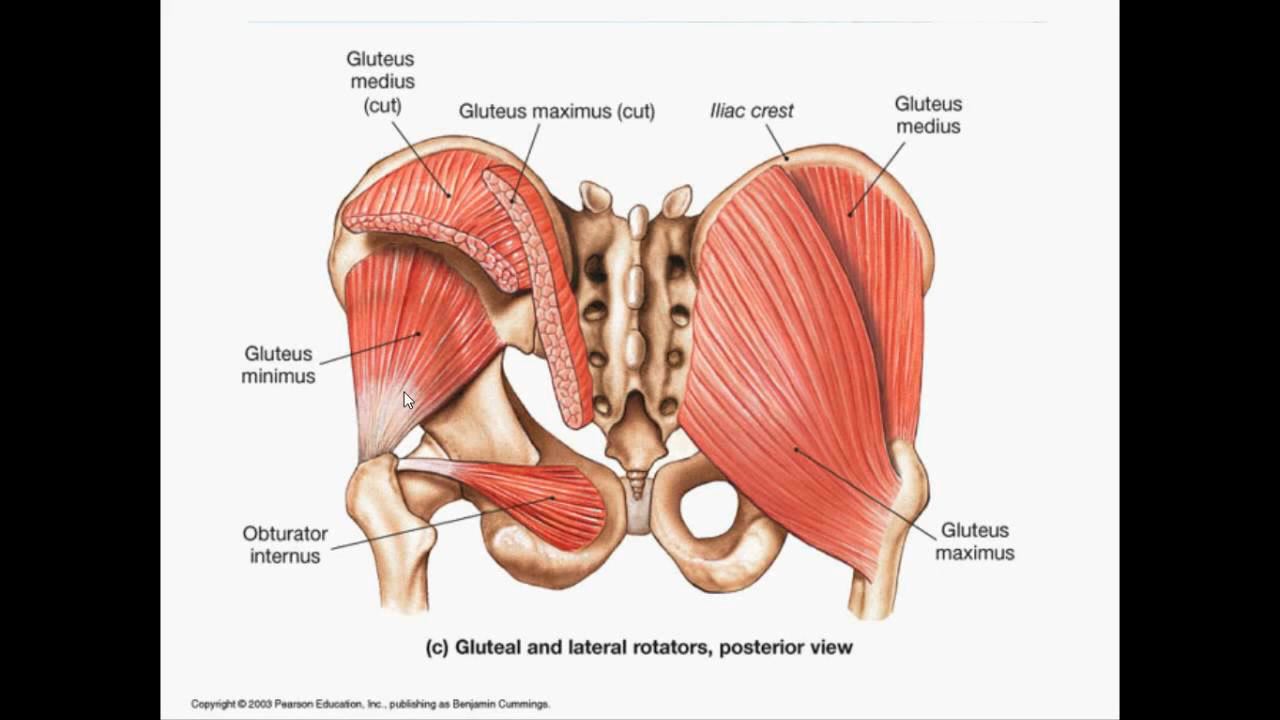 Gluteus
medius
(cut)
Gluteus maximus (cut)
Iliac crest
Gluteus
medius
Gluteus
minimus
Obturator
internus
Gluteus
maximus
(c) Gluteal and lateral rotators, posterior view
Copyright © 2003 Pearson Education, Inc., publishing as Benjamin Cummings.